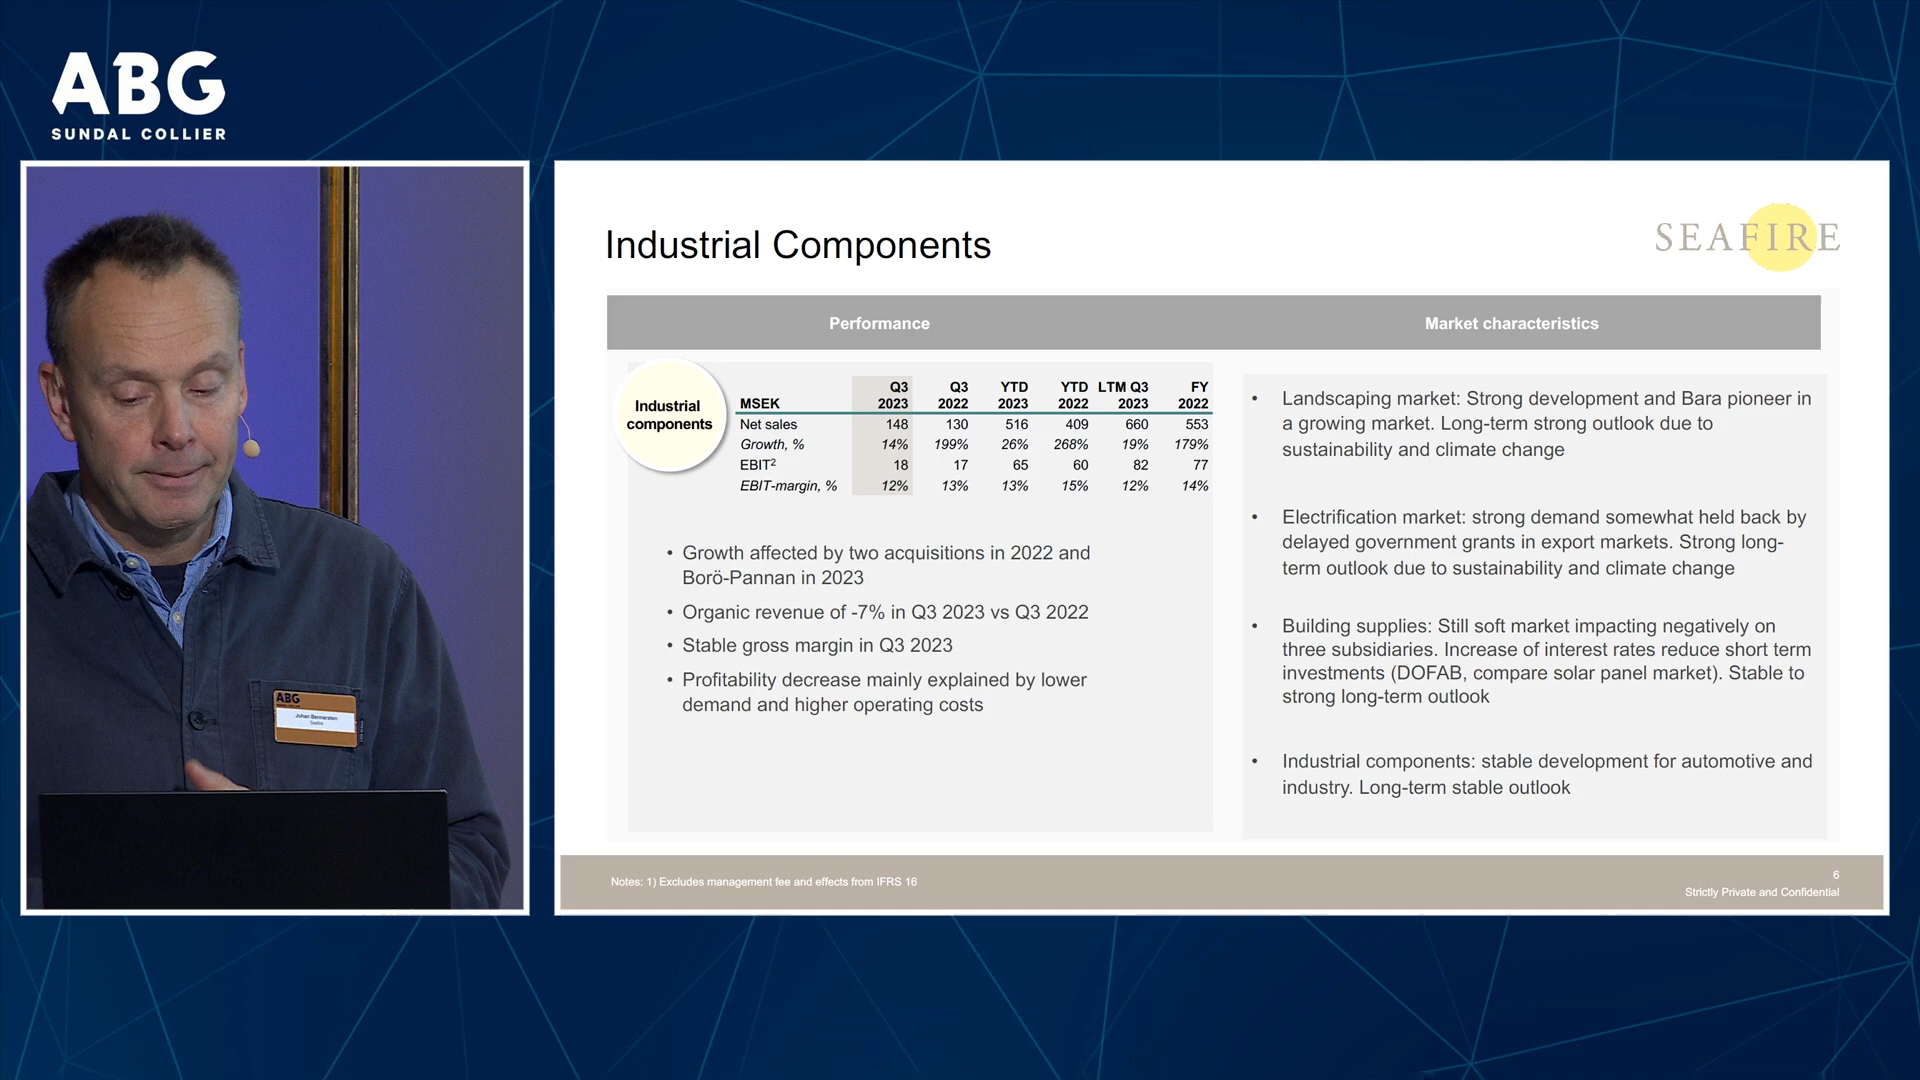 ABG
SUNDAL COLLIER
ABG
Johan Bennarsten
Seafire
Industrial Components
SEAFIRE
Performance
Market characteristics
Industrial
components
Q3 Q3 YTD YTD LTM Q3 FY
MSEK 2023 2022 2023 2022 2023 2022
Net sales 148 130 516 409 660 553
Growth, % 14% 199% 26% 268% 19% 179%
EBIT² 18 17 65 60 82 77
EBIT-margin, % 12% 13% 13% 15% 12% 14%
• Growth affected by two acquisitions in 2022 and
Borö-Pannan in 2023
• Organic revenue of -7% in Q3 2023 vs Q3 2022
• Stable gross margin in Q3 2023
• Profitability decrease mainly explained by lower
demand and higher operating costs
• Landscaping market: Strong development and Bara pioneer in
a growing market. Long-term strong outlook due to
sustainability and climate change
• Electrification market: strong demand somewhat held back by
delayed government grants in export markets. Strong long-
term outlook due to sustainability and climate change
• Building supplies: Still soft market impacting negatively on
three subsidiaries. Increase of interest rates reduce short term
investments (DOFAB, compare solar panel market). Stable to
strong long-term outlook
• Industrial components: stable development for automotive and
industry. Long-term stable outlook
Notes: 1) Excludes management fee and effects from IFRS 16
6
Strictly Private and Confidential